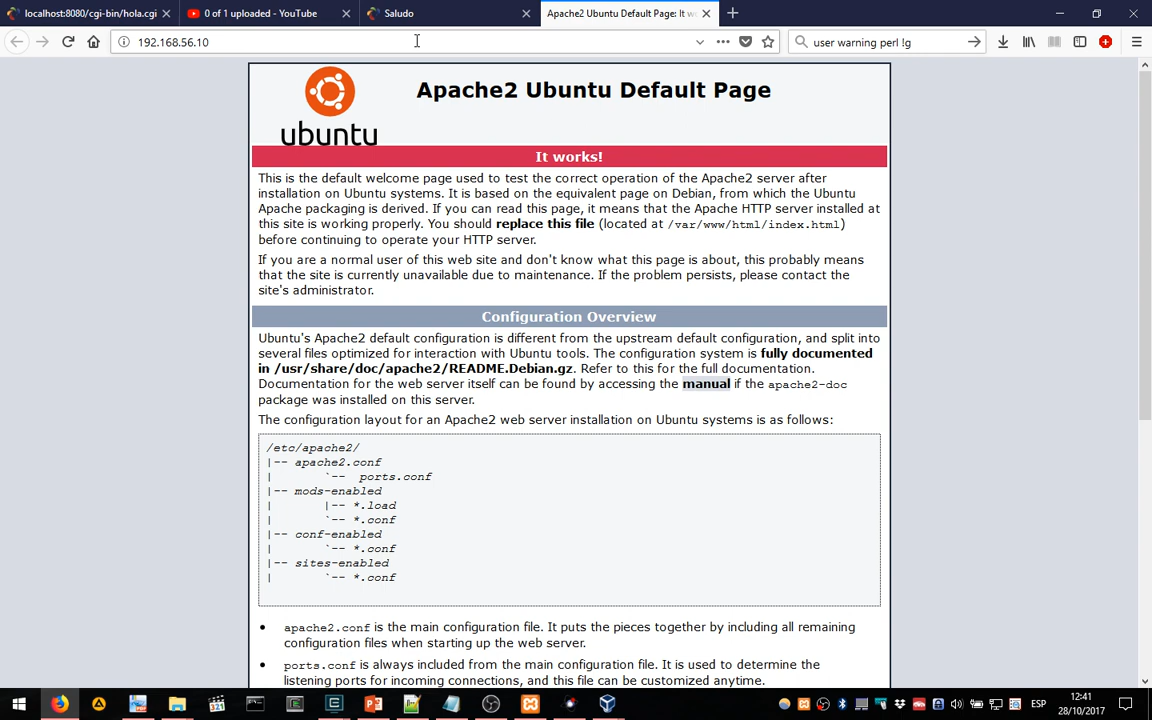 localhost:8080/cgi-bin/hola.cgi
0 of 1 uploaded - YouTube
Saludo
Apache2 Ubuntu Default Page: It w
192.168.56.10
user warning perl !g
ubuntu
Apache2 Ubuntu Default Page
It works!
This is the default welcome page used to test the correct operation of the Apache2 server after
installation on Ubuntu systems. It is based on the equivalent page on Debian, from which the Ubuntu
Apache packaging is derived. If you can read this page, it means that the Apache HTTP server installed at
this site is working properly. You should replace this file (located at /var/www/html/index.html)
before continuing to operate your HTTP server.
If you are a normal user of this web site and don't know what this page is about, this probably means
that the site is currently unavailable due to maintenance. If the problem persists, please contact the
site's administrator.
Configuration Overview
Ubuntu's Apache2 default configuration is different from the upstream default configuration, and split into
several files optimized for interaction with Ubuntu tools. The configuration system is fully documented
in /usr/share/doc/apache2/README.Debian.gz. Refer to this for the full documentation.
Documentation for the web server itself can be found by accessing the manual if the apache2-doc
package was installed on this server.
The configuration layout for an Apache2 web server installation on Ubuntu systems is as follows:
/etc/apache2/
|-- apache2.conf
|       `--  ports.conf
|-- mods-enabled
|       |-- *.load
|       `-- *.conf
|-- conf-enabled
|       `-- *.conf
|-- sites-enabled
|       `-- *.conf
• apache2.conf is the main configuration file. It puts the pieces together by including all remaining
configuration files when starting up the web server.
• ports.conf is always included from the main configuration file. It is used to determine the
listening ports for incoming connections, and this file can be customized anytime.
ESP
12:41
28/10/2017